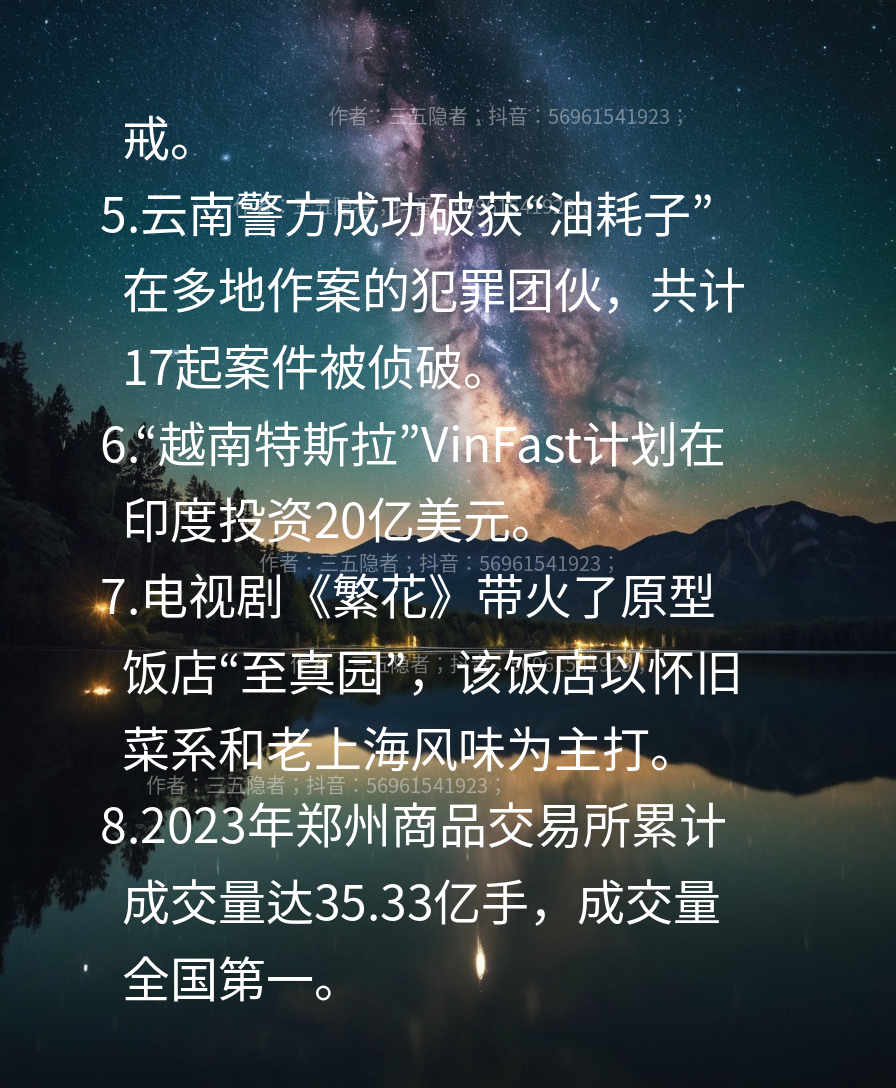 作者：三五隐者；抖音：56961541923；
戒。
5.云南警方成功破获“油耗子”
在多地作案的犯罪团伙，共计
17起案件被侦破。
6.“越南特斯拉”VinFast计划在
印度投资20亿美元。
作者：三五隐者；抖音：56961541923；
7.电视剧《繁花》带火了原型
饭店“至真园”，该饭店以怀旧
菜系和老上海风味为主打。
作者：三五隐者；抖音：56961541923；
8.2023年郑州商品交易所累计
成交量达35.33亿手，成交量
全国第一。